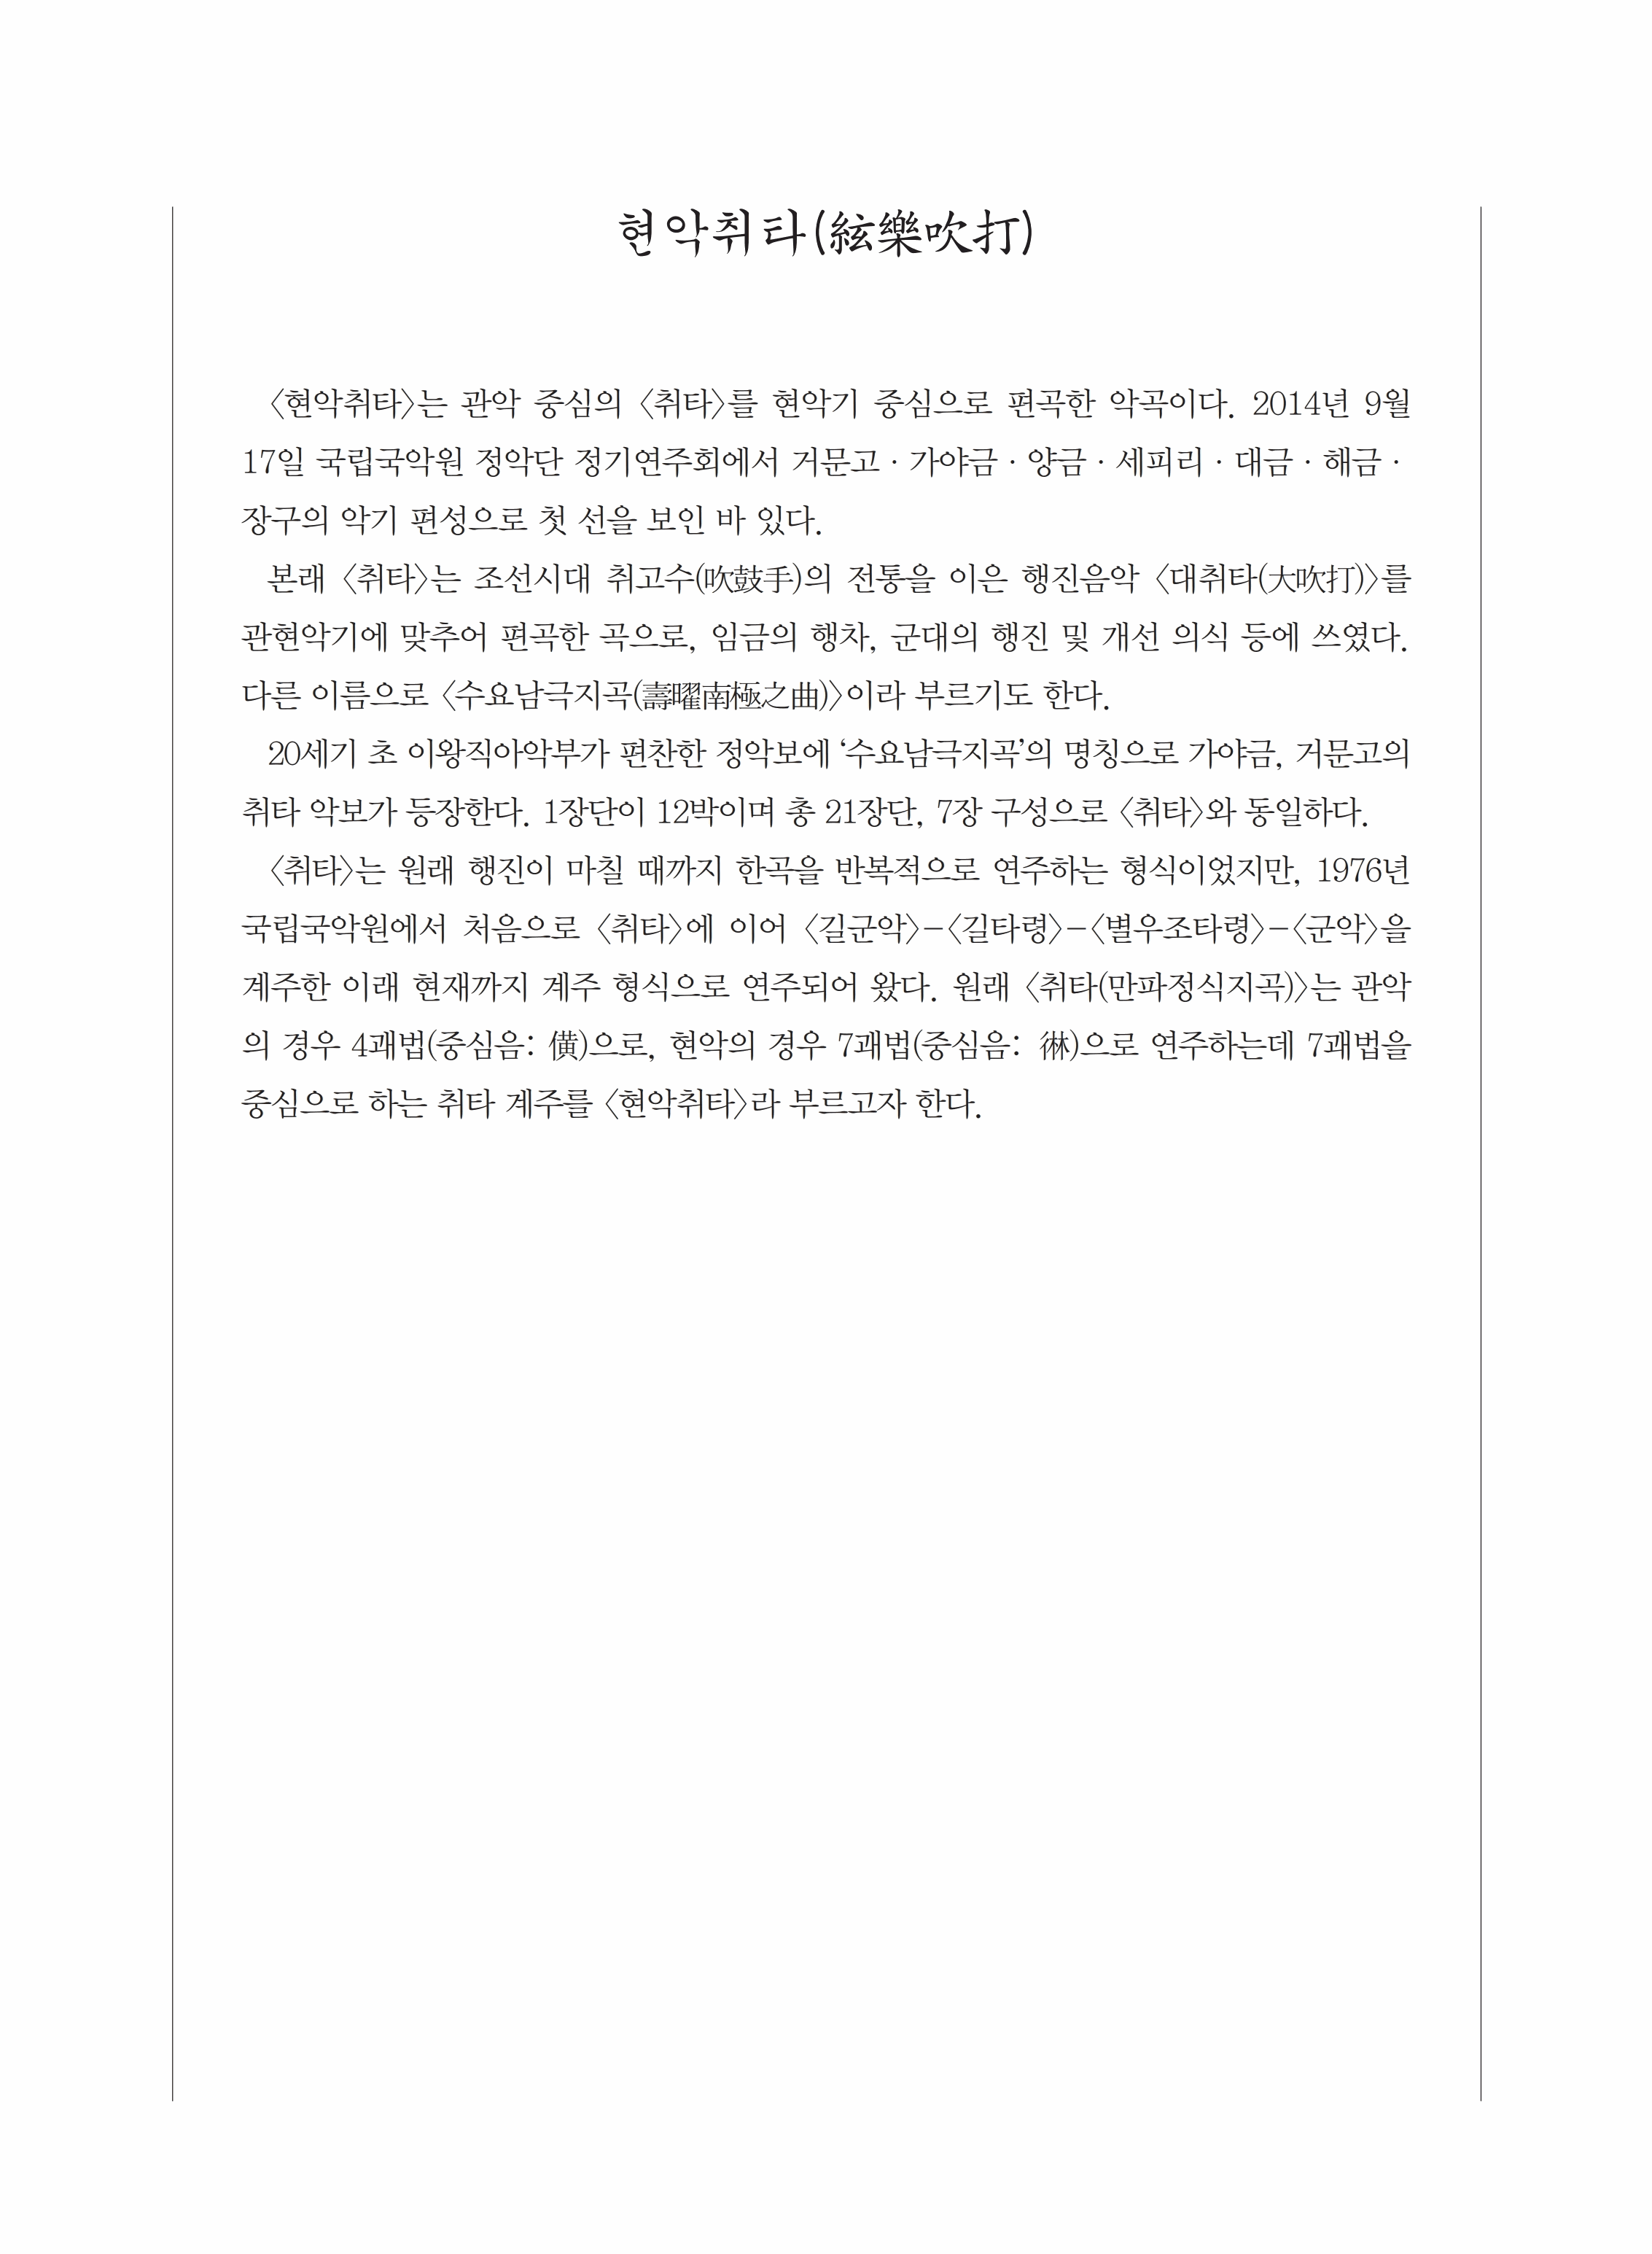 현악취타(絃樂吹打)
〈현악취타〉는 관악 중심의 〈취타〉를 현악기 중심으로 편곡한 악곡이다. 2014년 9월
17일 국립국악원 정악단 정기연주회에서 거문고 · 가야금 · 양금 · 세피리 · 대금 · 해금 ·
장구의 악기 편성으로 첫 선을 보인 바 있다.
본래 〈취타〉는 조선시대 취고수(吹鼓手)의 전통을 이은 행진음악 〈대취타(大吹打)〉를
관현악기에 맞추어 편곡한 곡으로, 임금의 행차, 군대의 행진 및 개선 의식 등에 쓰였다.
다른 이름으로 〈수요남극지곡(壽曜南極之曲)〉이라 부르기도 한다.
20세기 초 이왕직아악부가 편찬한 정악보에 ‘수요남극지곡’의 명칭으로 가야금, 거문고의
취타 악보가 등장한다. 1장단이 12박이며 총 21장단, 7장 구성으로 〈취타〉와 동일하다.
〈취타〉는 원래 행진이 마칠 때까지 한곡을 반복적으로 연주하는 형식이었지만, 1976년
국립국악원에서 처음으로 〈취타〉에 이어 〈길군악〉-〈길타령〉-〈별우조타령〉-〈군악〉을
계주한 이래 현재까지 계주 형식으로 연주되어 왔다. 원래 〈취타(만파정식지곡)〉는 관악
의 경우 4괘법(중심음: 僙)으로, 현악의 경우 7괘법(중심음: 㣩)으로 연주하는데 7괘법을
중심으로 하는 취타 계주를 〈현악취타〉라 부르고자 한다.